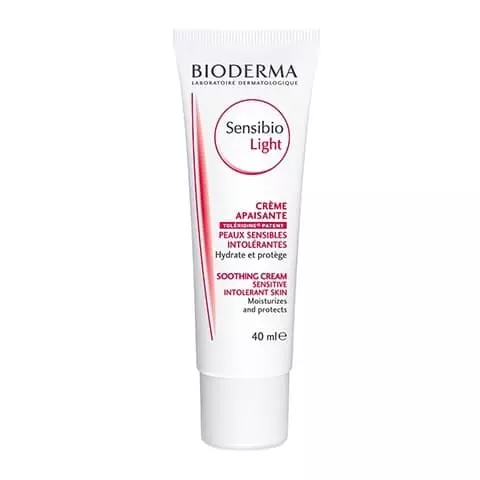 BIODERMA
LABORATOIRE DERMATOLOGIQUE
Sensibio
Light
CRÈME
APAISANTE
TOLÉRIDINE® PATENT
PEAUX SENSIBLES
INTOLÉRANTES
Hydrate et protège
SOOTHING CREAM
SENSITIVE
INTOLERANT SKIN
Moisturizes
and protects
40 ml℮